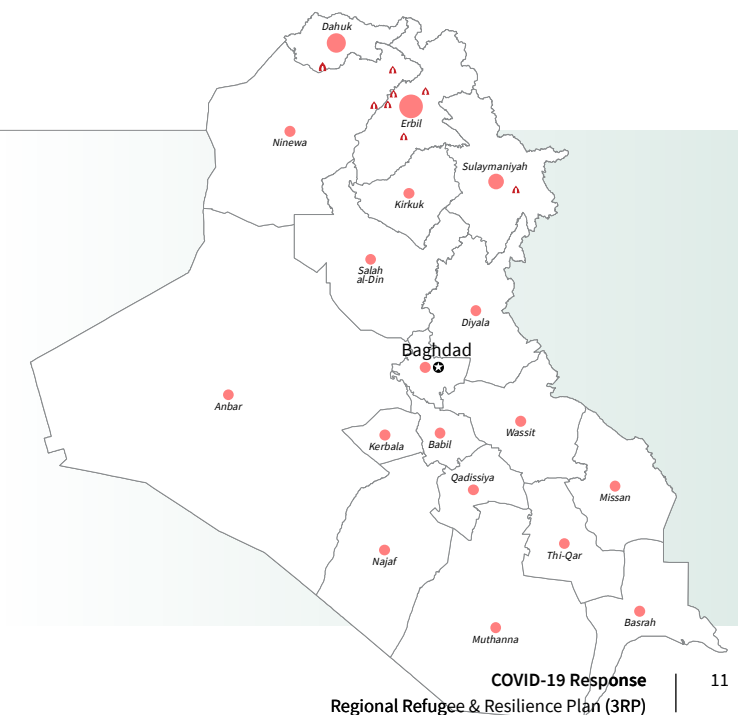 Dahuk
Erbil
Ninewa
Sulaymaniyah
Kirkuk
Salah
al-Din
Diyala
Baghdad
Anbar
Wassit
Kerbala
Babil
Qadissiya
Missan
Najaf
Thi-Qar
Basrah
Muthanna
COVID-19 Response
11
Regional Refugee & Resilience Plan (3RP)